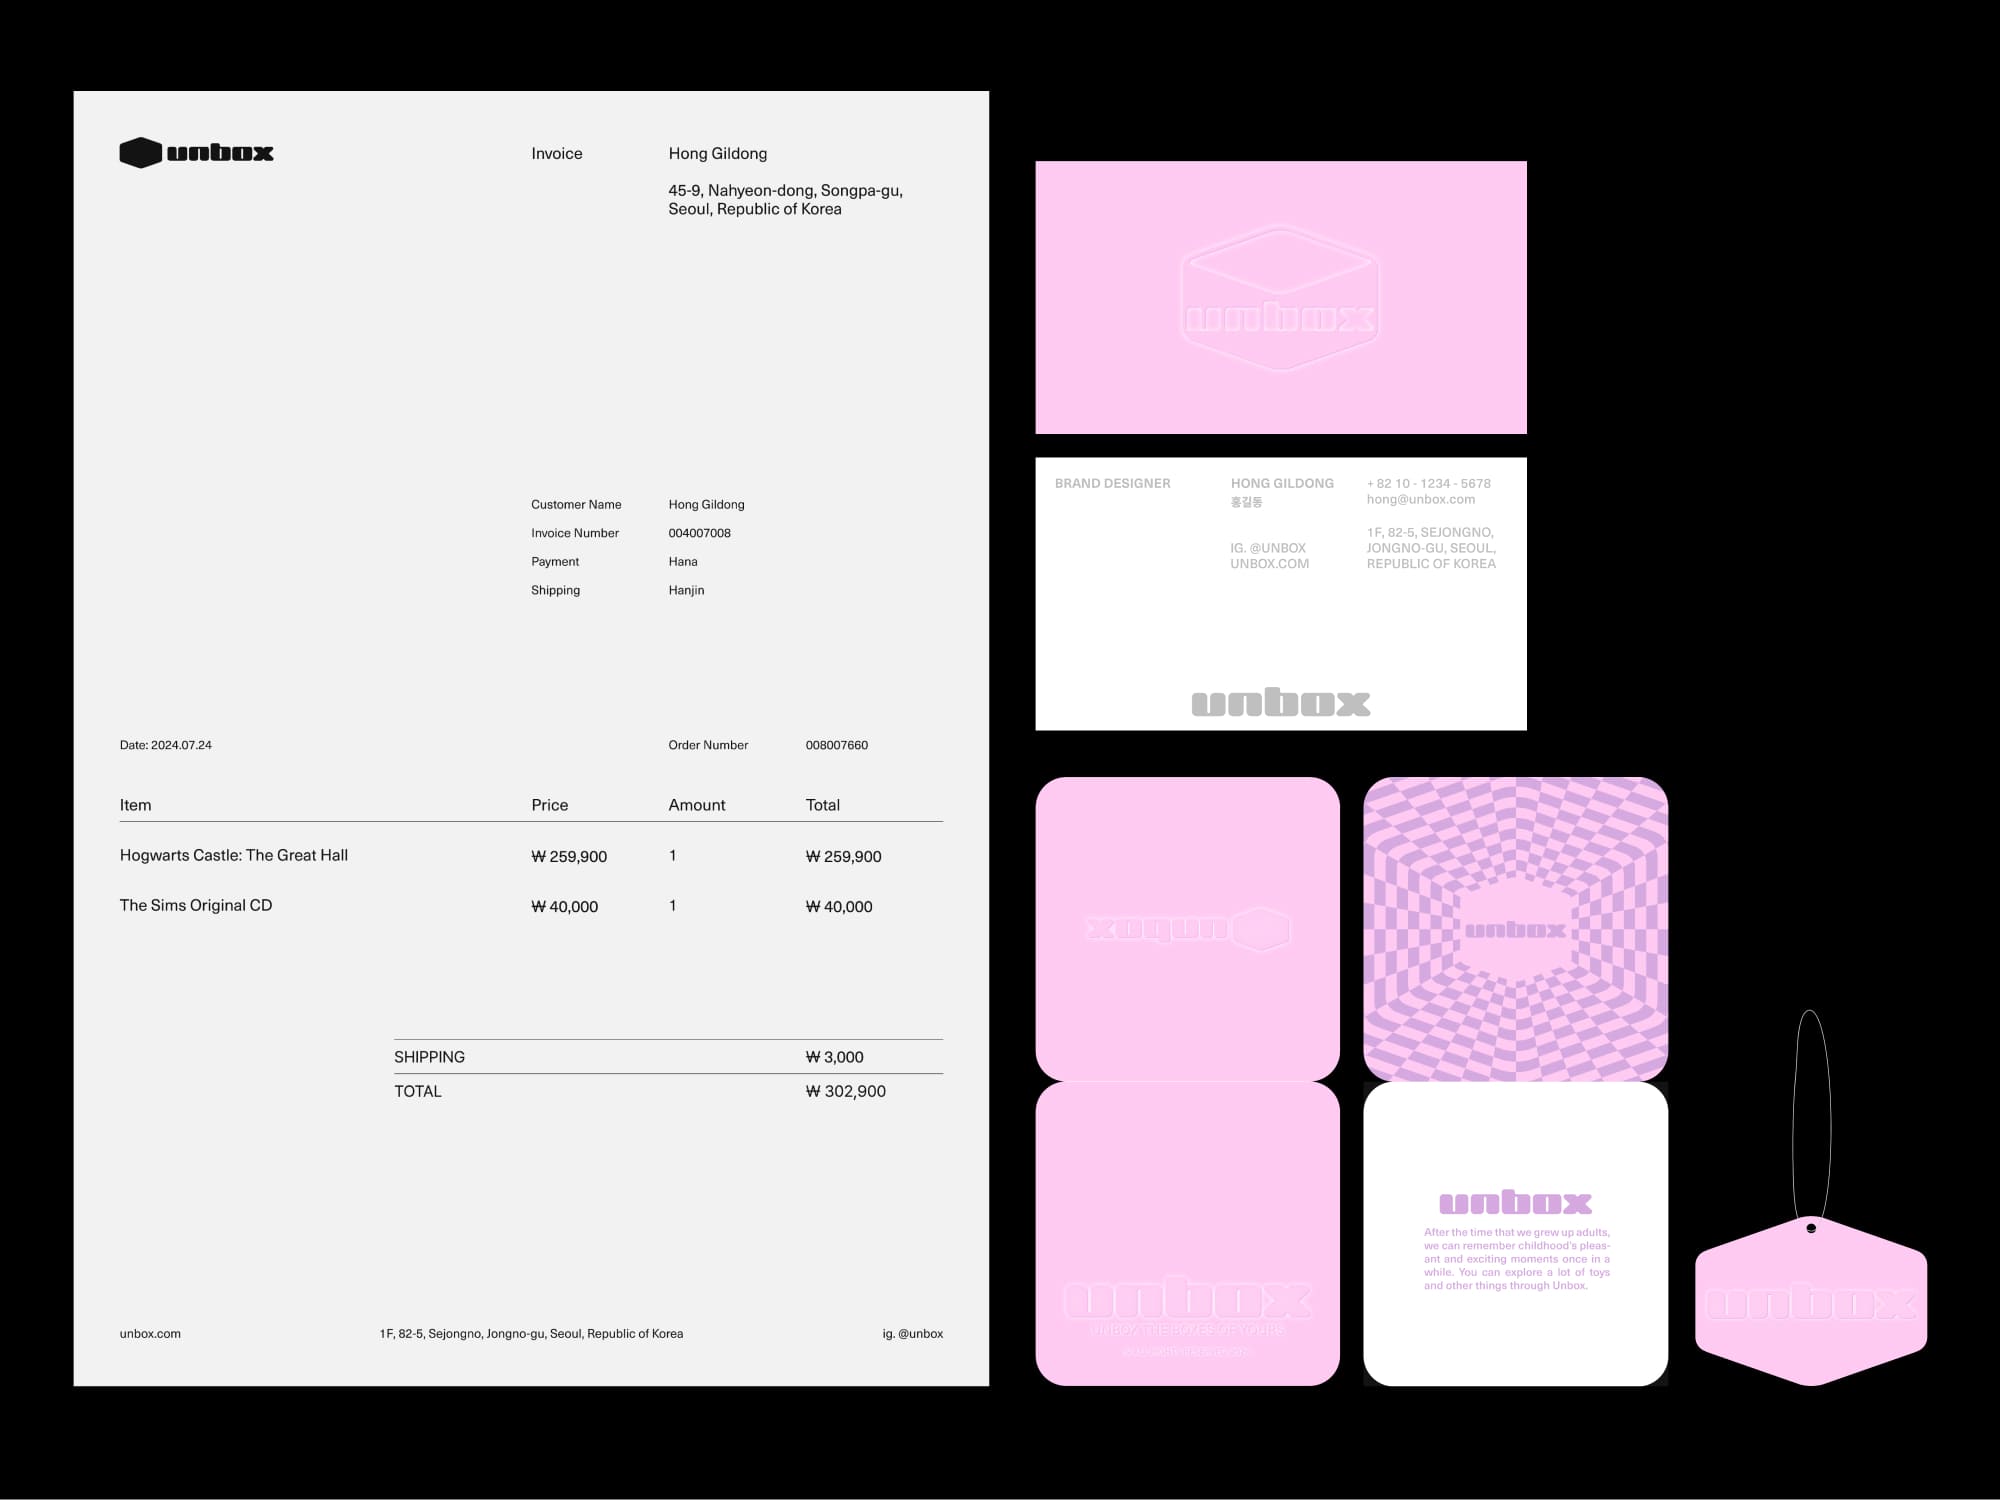 unbox
Invoice
Hong Gildong
45-9, Nahyeon-dong, Songpa-gu,
Seoul, Republic of Korea
Customer Name Hong Gildong
Invoice Number 004007008
Payment Hana
Shipping Hanjin
Date: 2024.07.24 Order Number 008007660
Item Price Amount Total
Hogwarts Castle: The Great Hall ₩ 259,900 1 ₩ 259,900
The Sims Original CD ₩ 40,000 1 ₩ 40,000
SHIPPING ₩ 3,000
TOTAL ₩ 302,900
unbox.com 1F, 82-5, Sejongno, Jongno-gu, Seoul, Republic of Korea ig. @unbox
unbox
BRAND DESIGNER
HONG GILDONG
홍길동
IG. @UNBOX
UNBOX.COM
+ 82 10 - 1234 - 5678
hong@unbox.com
1F, 82-5, SEJONGNO,
JONGNO-GU, SEOUL,
REPUBLIC OF KOREA
unbox
unbox
unbox
unbox
UNBOX THE BOXES OF YOURS
unbox
After the time that we grew up adults,
we can remember childhood's pleas-
ant and exciting moments once in a
while. You can explore a lot of toys
and other things through Unbox.
unbox